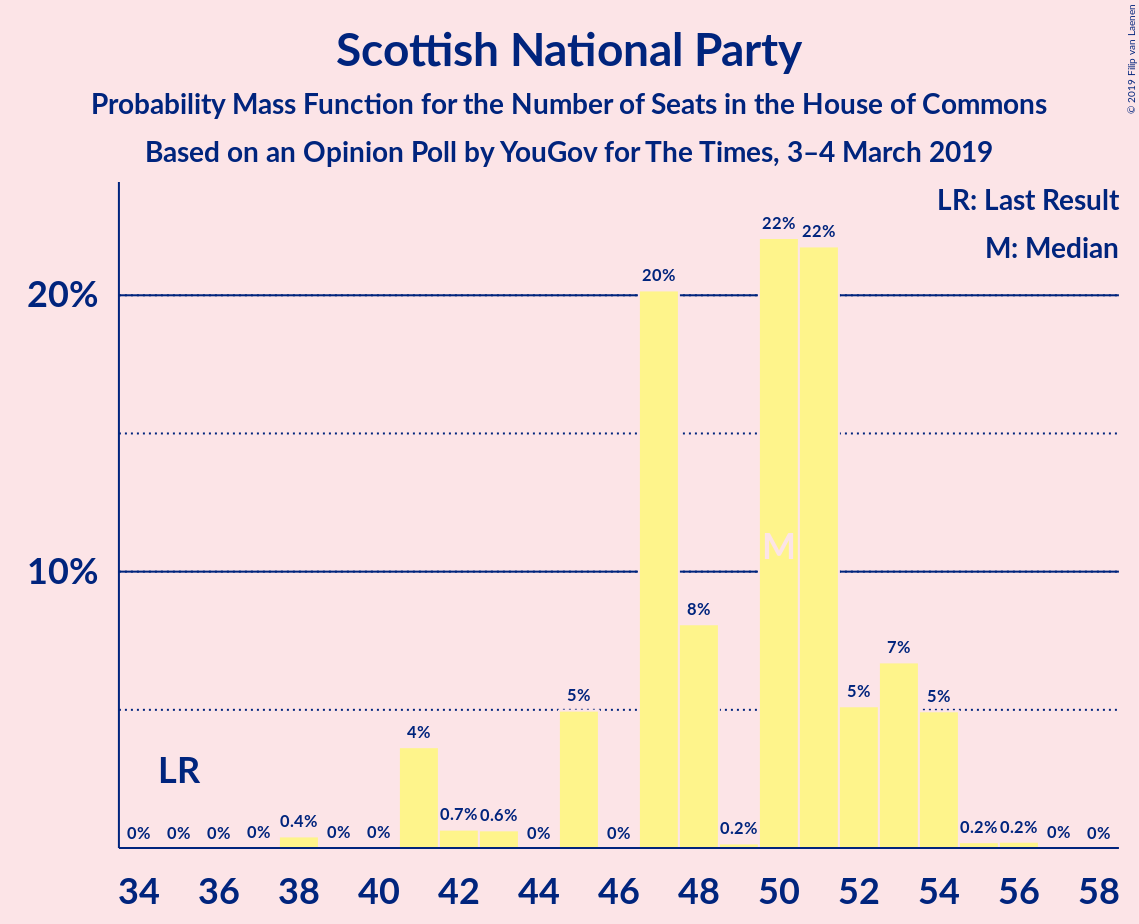 Scottish National Party
Probability Mass Function for the Number of Seats in the House of Commons
Based on an Opinion Poll by YouGov for The Times, 3–4 March 2019
© 2019 Filip van Laenen
LR: Last Result
M: Median
20%
10%
LR
M
0% 0% 0% 0% 0.4% 0% 0% 4% 0.7% 0.6% 0% 5% 0% 20% 8% 0.2% 22% 22% 5% 7% 5% 0.2% 0.2% 0% 0%
34 36 38 40 42 44 46 48 50 52 54 56 58